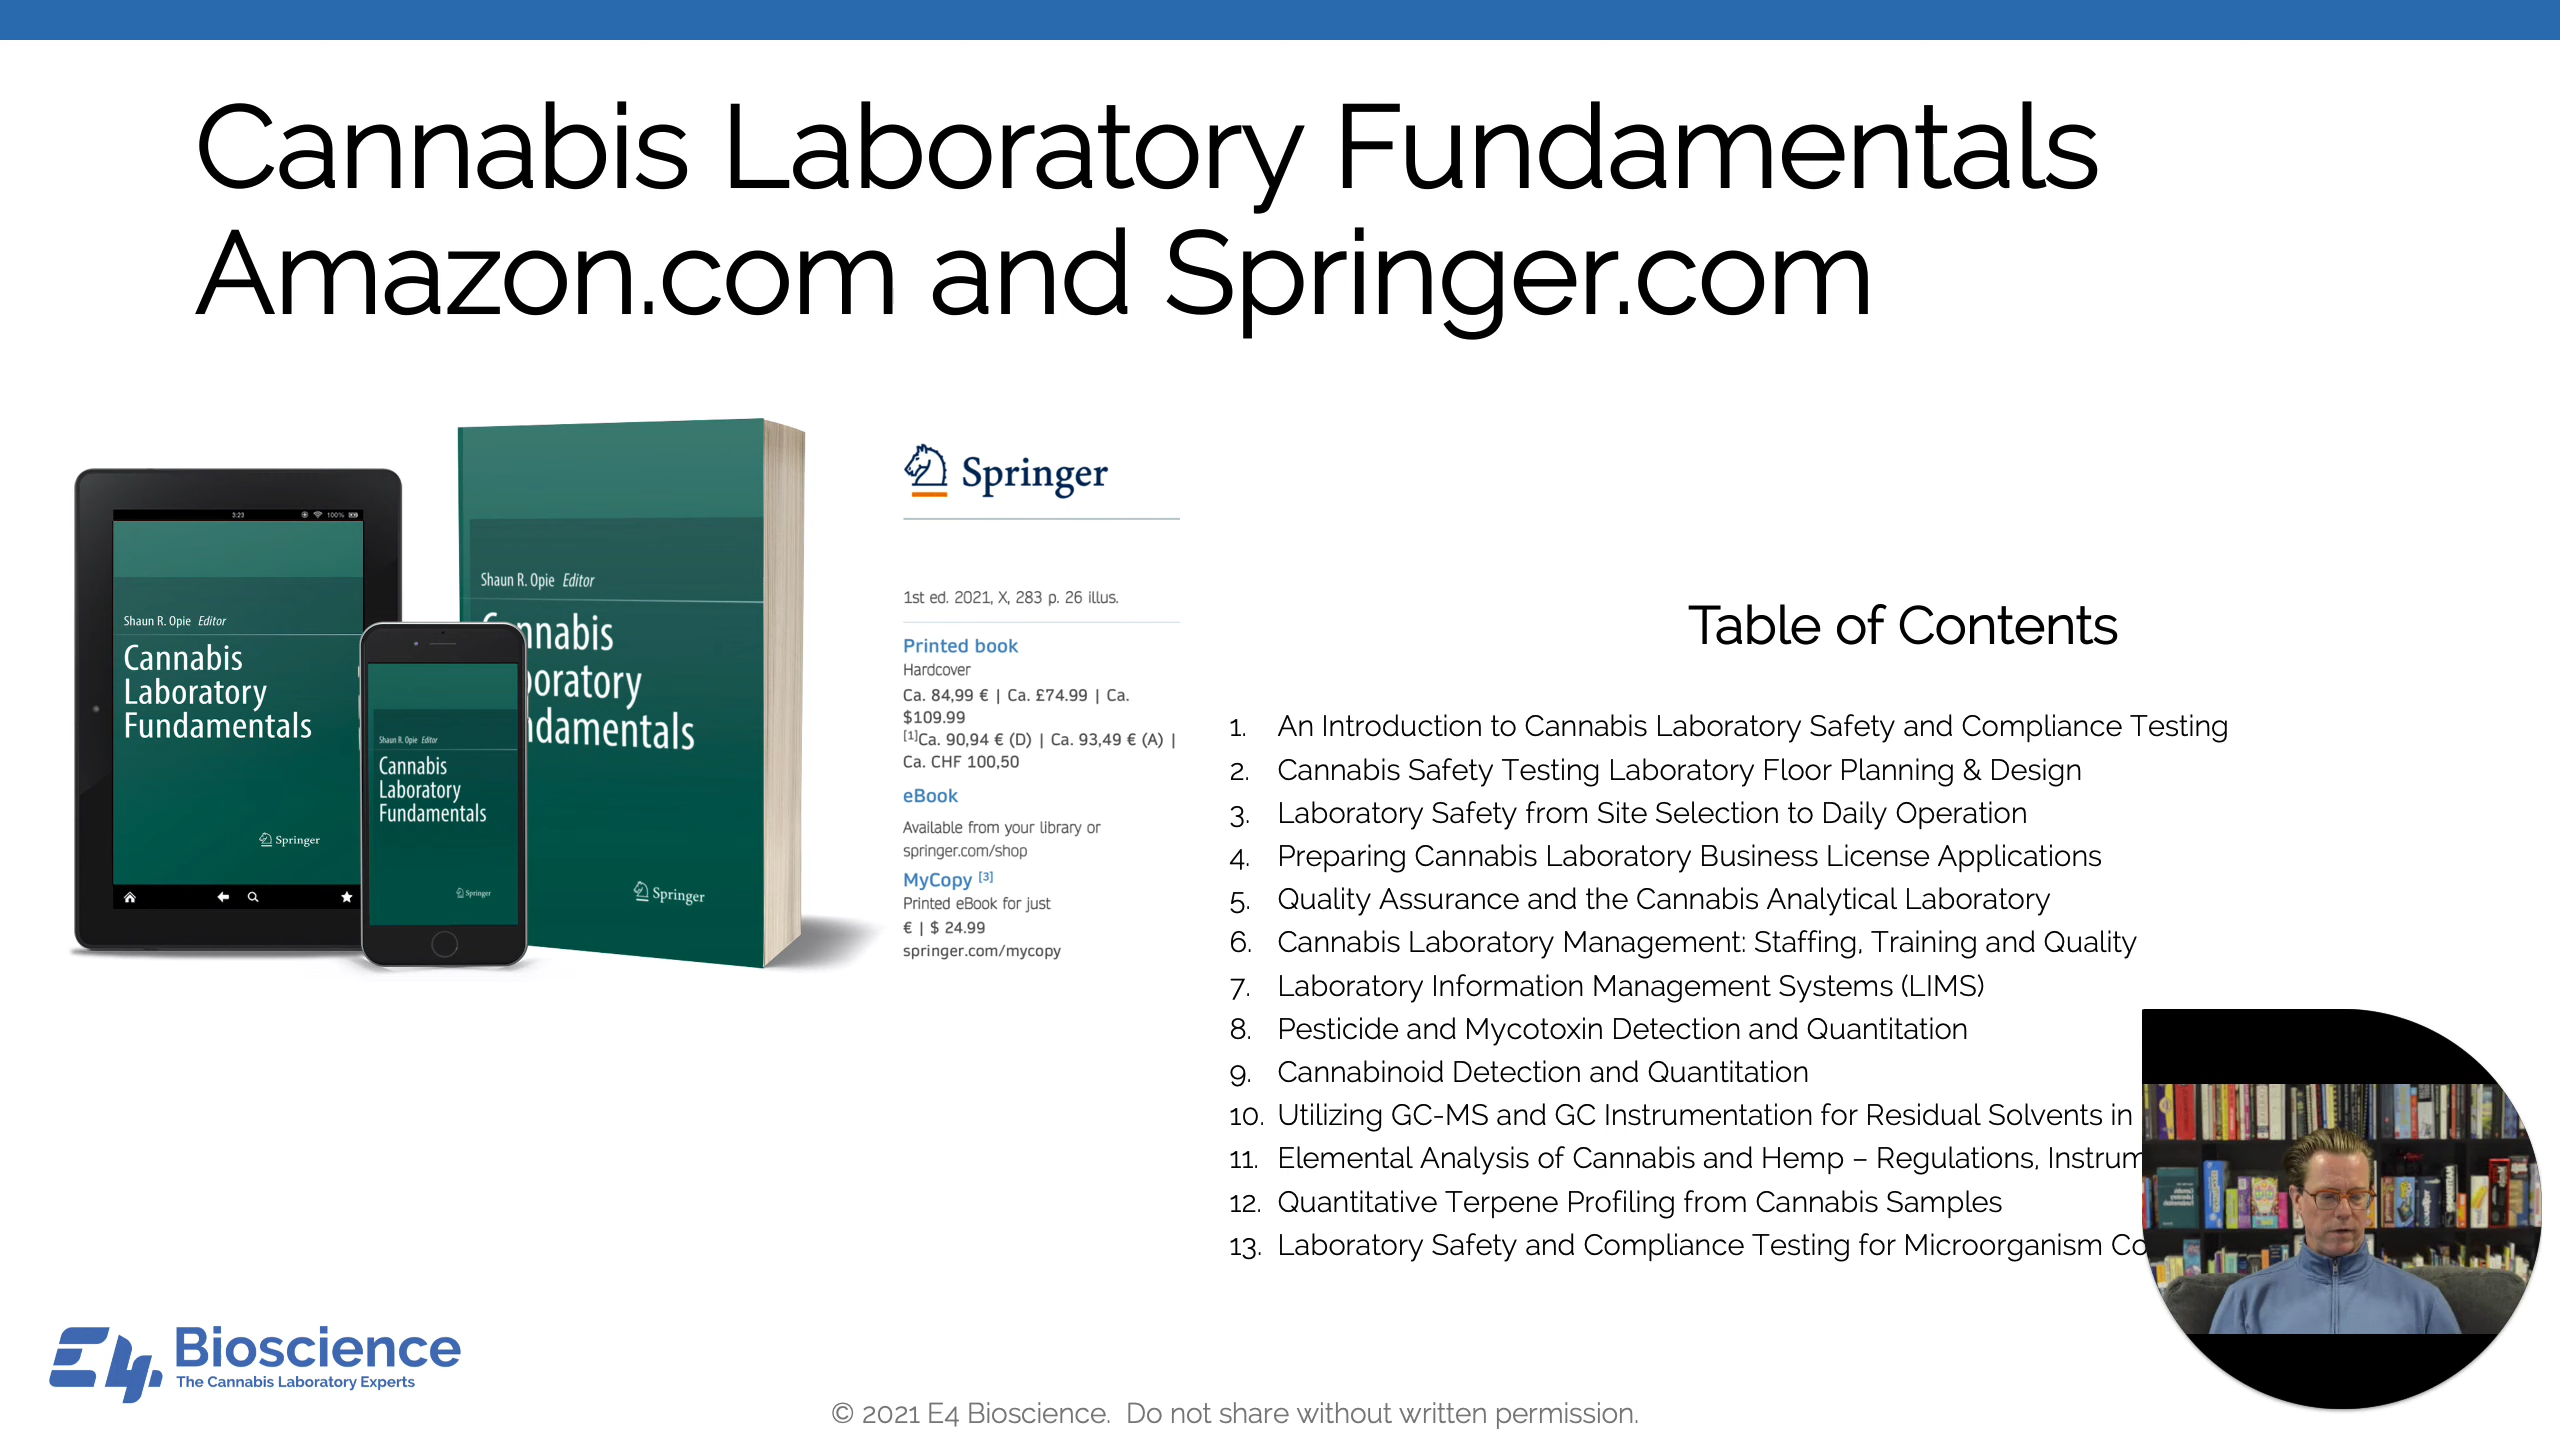 Cannabis Laboratory Fundamentals
Amazon.com and Springer.com
3:23
100%
Shaun R. Opie Editor
Cannabis
Laboratory
Fundamentals
Springer
Shaun R. Opie Editor
Cannabis
Laboratory
Fundamentals
Springer
Shaun R. Opie Editor
nnabis
oratory
ndamentals
Springer
Springer
1st ed. 2021, X, 283 p. 26 illus.
Printed book
Hardcover
Ca. 84,99 € | Ca. £74.99 | Ca.
$109.99
[1]Ca. 90,94 € (D) | Ca. 93,49 € (A) |
Ca. CHF 100,50
eBook
Available from your library or
springer.com/shop
MyCopy [3]
Printed eBook for just
€ | $ 24.99
springer.com/mycopy
Table of Contents
1. An Introduction to Cannabis Laboratory Safety and Compliance Testing
2. Cannabis Safety Testing Laboratory Floor Planning & Design
3. Laboratory Safety from Site Selection to Daily Operation
4. Preparing Cannabis Laboratory Business License Applications
5. Quality Assurance and the Cannabis Analytical Laboratory
6. Cannabis Laboratory Management: Staffing, Training and Quality
7. Laboratory Information Management Systems (LIMS)
8. Pesticide and Mycotoxin Detection and Quantitation
9. Cannabinoid Detection and Quantitation
10. Utilizing GC-MS and GC Instrumentation for Residual Solvents in
11. Elemental Analysis of Cannabis and Hemp – Regulations, Instrum
12. Quantitative Terpene Profiling from Cannabis Samples
13. Laboratory Safety and Compliance Testing for Microorganism Co
E4 Bioscience
The Cannabis Laboratory Experts
© 2021 E4 Bioscience. Do not share without written permission.